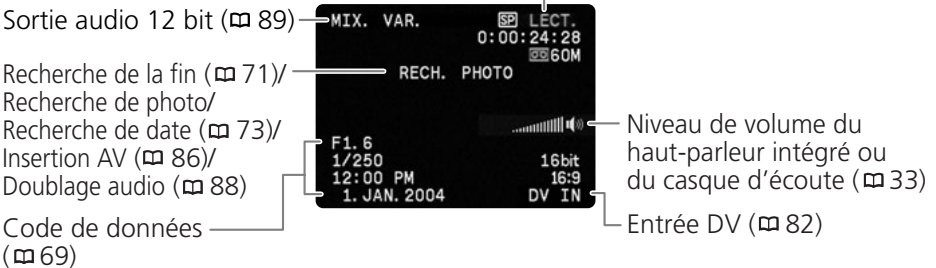 Sortie audio 12 bit (89)
Recherche de la fin (71)/
Recherche de photo/
Recherche de date (73)/
Insertion AV (86)/
Doublage audio (88)
Code de données
(69)
MIX. VAR. SP LECT.
0:00:24:28
60M
RECH. PHOTO
F1.6
1/250 16bit
12:00 PM 16:9
1. JAN. 2004 DV IN
Niveau de volume du
haut-parleur intégré ou
du casque d'écoute (33)
Entrée DV (82)